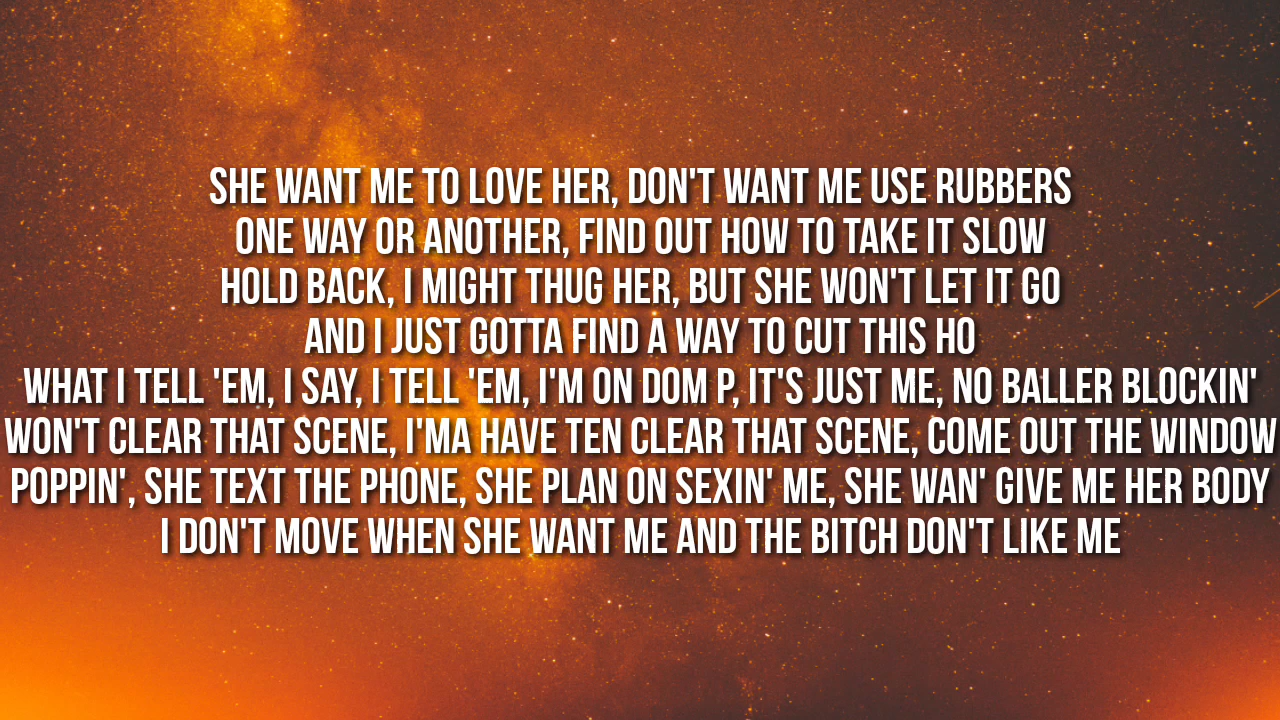 SHE WANT ME TO LOVE HER, DON'T WANT ME USE RUBBERS
ONE WAY OR ANOTHER, FIND OUT HOW TO TAKE IT SLOW
HOLD BACK, I MIGHT THUG HER, BUT SHE WON'T LET IT GO
AND I JUST GOTTA FIND A WAY TO CUT THIS HO
WHAT I TELL 'EM, I SAY, I TELL 'EM, I'M ON DOM P, IT'S JUST ME, NO BALLER BLOCKIN'
WON'T CLEAR THAT SCENE, I'MA HAVE TEN CLEAR THAT SCENE, COME OUT THE WINDOW
POPPIN', SHE TEXT THE PHONE, SHE PLAN ON SEXIN' ME, SHE WAN' GIVE ME HER BODY
I DON'T MOVE WHEN SHE WANT ME AND THE BITCH DON'T LIKE ME